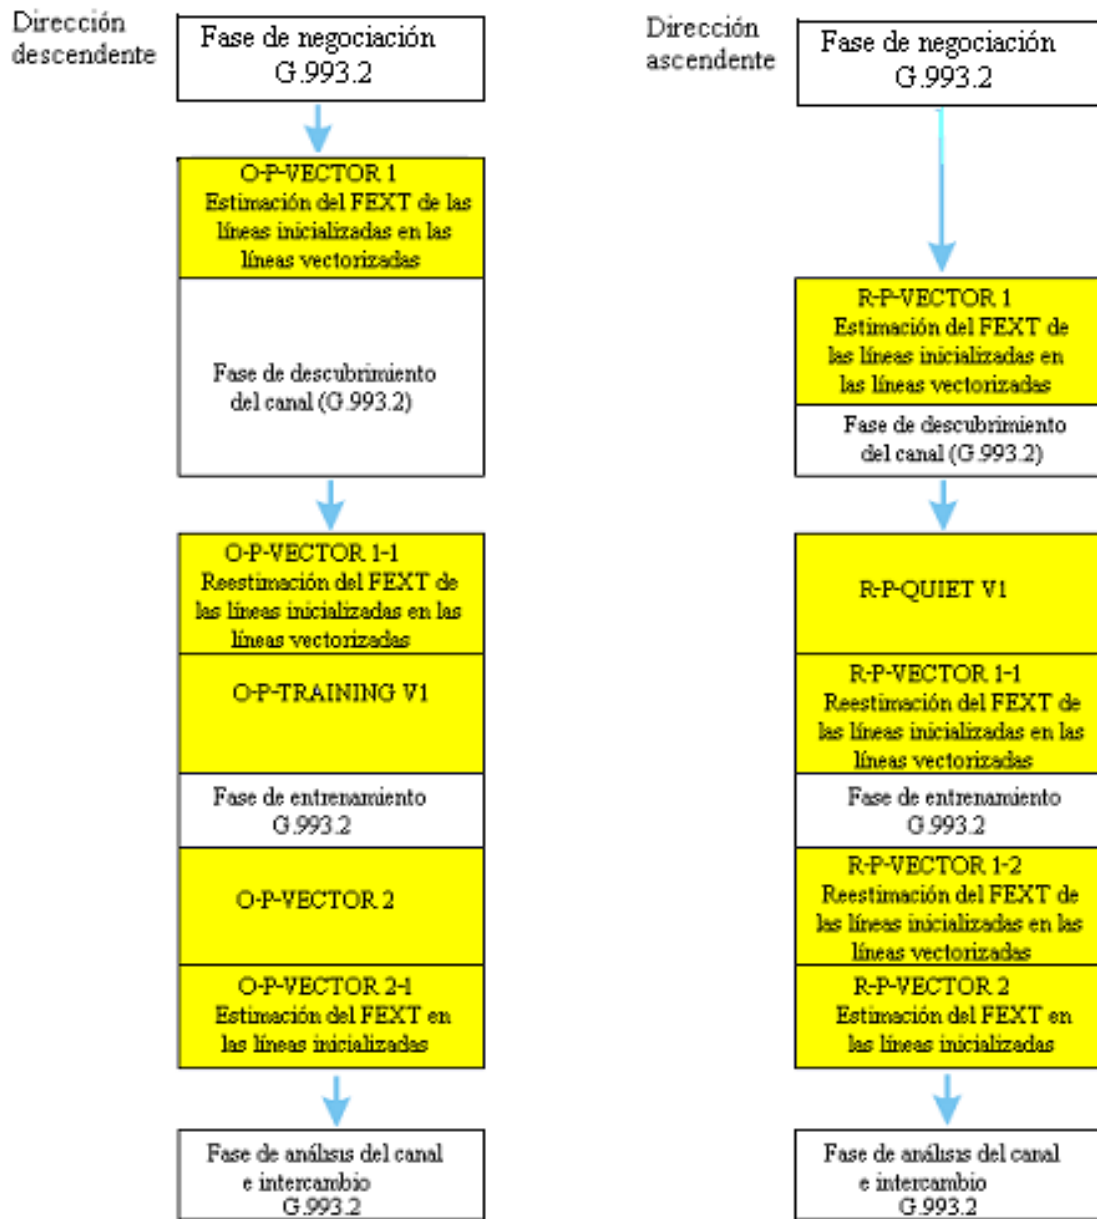 Dirección
descendente
Fase de negociación
G.993.2
O-P-VECTOR 1
Estimación del FEXT de las
líneas inicializadas en las
líneas vectorizadas
Fase de descubrimiento
del canal (G.993.2)
O-P-VECTOR 1-1
Reestimación del FEXT de
las líneas inicializadas en las
líneas vectorizadas
O-P-TRAINING V1
Fase de entrenamiento
G.993.2
O-P-VECTOR 2
O-P-VECTOR 2-1
Estimación del FEXT en
las líneas inicializadas
Fase de análisis del canal
e intercambio
G.993.2
Dirección
ascendente
Fase de negociación
G.993.2
R-P-VECTOR 1
Estimación del FEXT de
las líneas inicializadas en
las líneas vectorizadas
Fase de descubrimiento
del canal (G.993.2)
R-P-QUIET V1
R-P-VECTOR 1-1
Reestimación del FEXT de
las líneas inicializadas en las
líneas vectorizadas
Fase de entrenamiento
G.993.2
R-P-VECTOR 1-2
Reestimación del FEXT de
las líneas inicializadas en las
líneas vectorizadas
R-P-VECTOR 2
Estimación del FEXT en
las líneas inicializadas
Fase de análisis del canal
e intercambio
G.993.2